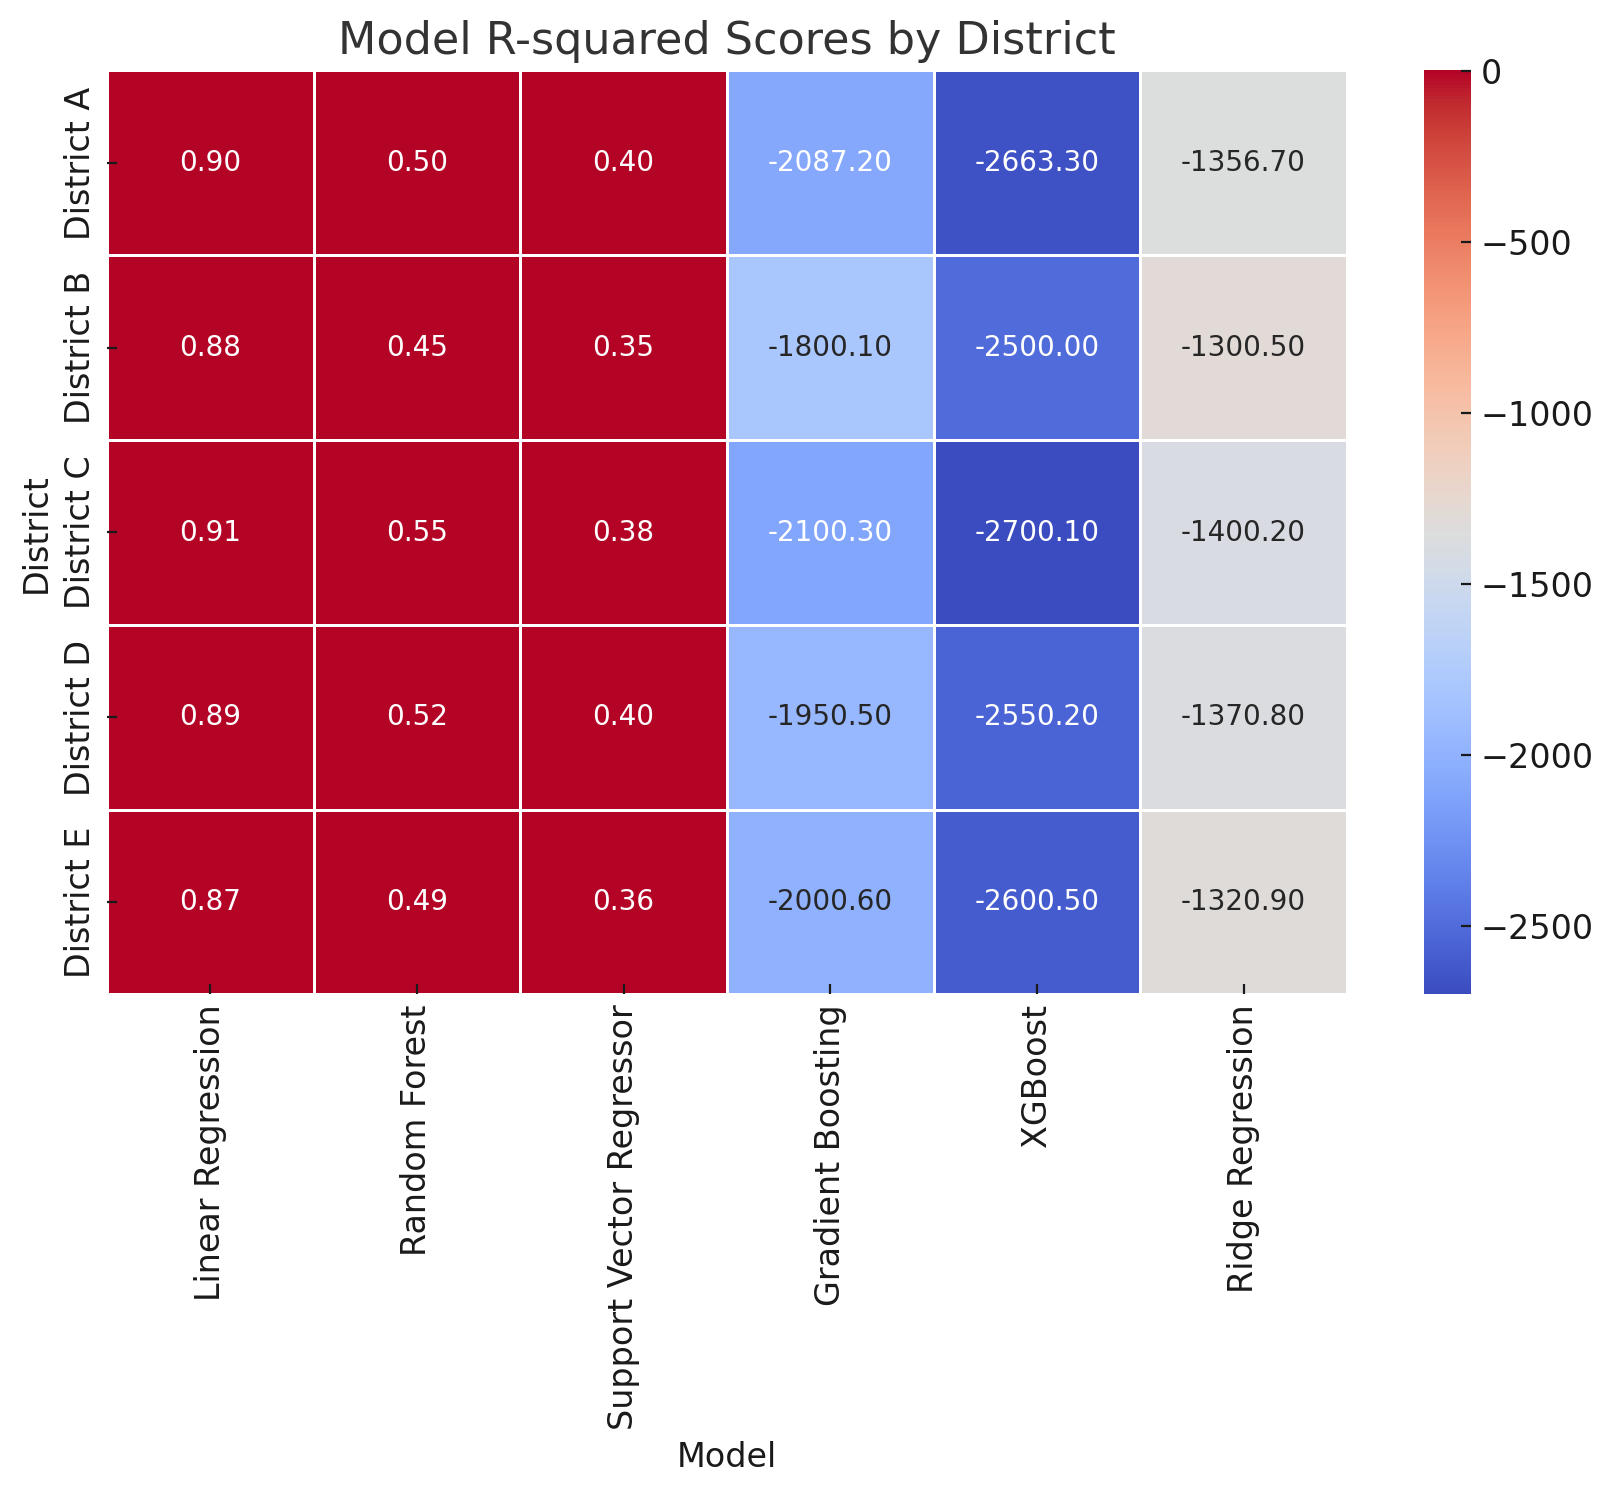 Model R-squared Scores by District
District
District A
0.90 0.50 0.40 -2087.20 -2663.30 -1356.70
District B
0.88 0.45 0.35 -1800.10 -2500.00 -1300.50
District C
0.91 0.55 0.38 -2100.30 -2700.10 -1400.20
District D
0.89 0.52 0.40 -1950.50 -2550.20 -1370.80
District E
0.87 0.49 0.36 -2000.60 -2600.50 -1320.90
Linear Regression
Random Forest
Support Vector Regressor
Gradient Boosting
XGBoost
Ridge Regression
Model
0
−500
−1000
−1500
−2000
−2500